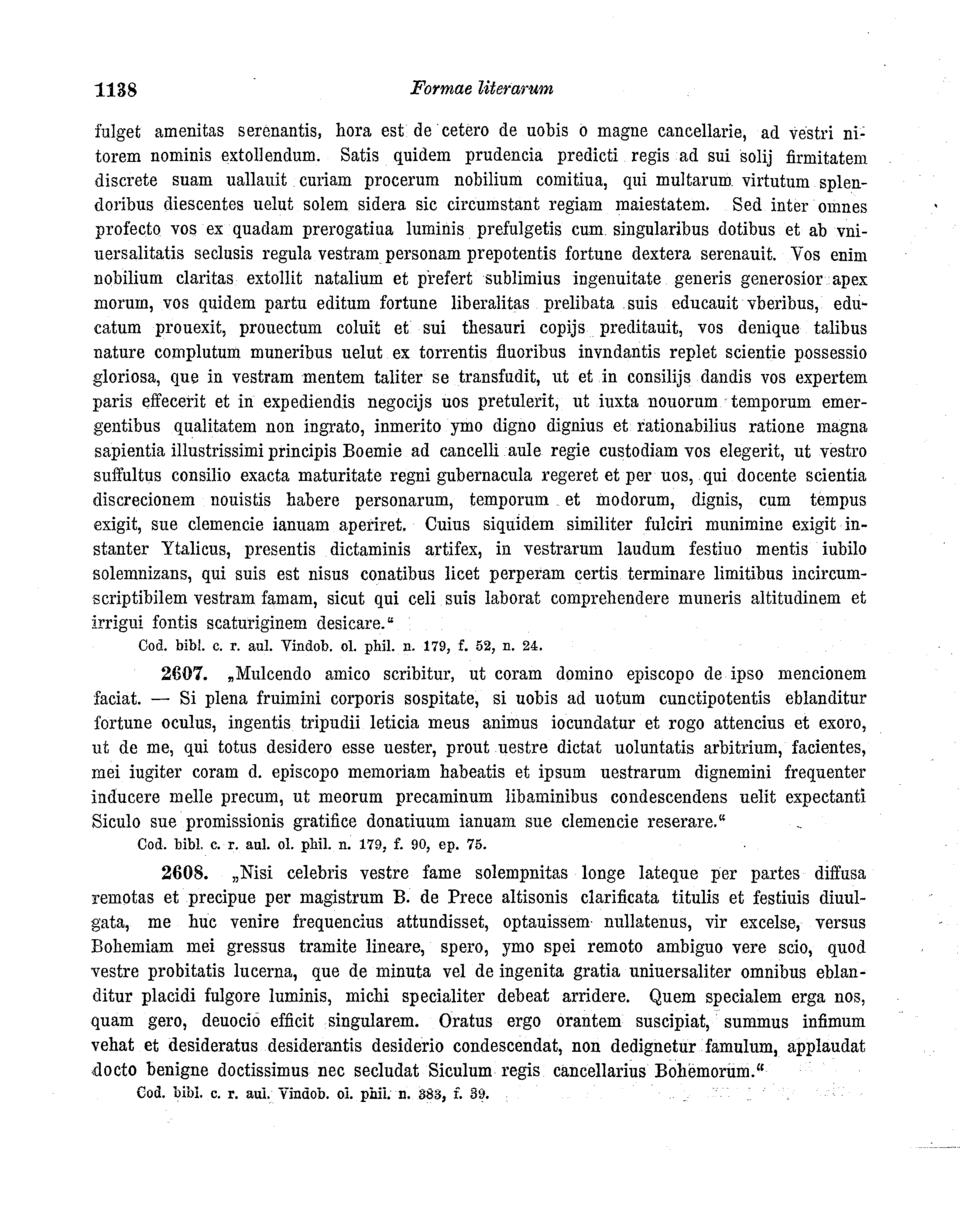 1138 Formae literarum
fulget amenitas serenantis, hora est de cetero de uobis o magne cancellarie, ad vestri ni-
torem nominis extollendum. Satis quidem prudencia predicti regis ad sui solij firmitatem
discrete suam uallauit curiam procerum nobilium comitiua, qui multarum virtutum splen-
doribus diescentes uelut solem sidera sic circumstant regiam maiestatem. Sed inter omnes
profecto vos ex quadam prerogatiua luminis prefulgetis cum singularibus dotibus et ab vni-
uersalitatis seclusis regula vestram personam prepotentis fortune dextera serenauit. Vos enim
nobilium claritas extollit natalium et prefert sublimius ingenuitate generis generosior apex
morum, vos quidem partu editum fortune liberalitas prelibata suis educauit vberibus, edu-
catum prouexit, prouectum coluit et sui thesauri copijs preditauit, vos denique talibus
nature complutum muneribus uelut ex torrentis fluoribus invndantis replet scientie possessio
gloriosa, que in vestram mentem taliter se transfudit, ut et in consilijs dandis vos expertem
paris effecerit et in expediendis negocijs uos pretulerit, ut iuxta nouorum temporum emer-
gentibus qualitatem non ingrato, inmerito ymo digno dignius et rationabilius ratione magna
sapientia illustrissimi principis Boemie ad cancelli aule regie custodiam vos elegerit, ut vestro
suffultus consilio exacta maturitate regni gubernacula regeret et per uos, qui docente scientia
discrecionem nouistis habere personarum, temporum et modorum, dignis, cum tempus
exigit, sue clemencie ianuam aperiret. Cuius siquidem similiter fulciri munimine exigit in-
stanter Ytalicus, presentis dictaminis artifex, in vestrarum laudum festiuo mentis iubilo
solemnizans, qui suis est nisus conatibus licet perperam certis terminare limitibus incircum-
scriptibilem vestram famam, sicut qui celi suis laborat comprehendere muneris altitudinem et
irrigui fontis scaturiginem desicare.“
Cod. bibl. c. r. aul. Vindob. ol. phil. n. 179, f. 52, n. 24.
2607. „Mulcendo amico scribitur, ut coram domino episcopo de ipso mencionem
faciat. — Si plena fruimini corporis sospitate, si uobis ad uotum cunctipotentis eblanditur
fortune oculus, ingentis tripudii leticia meus animus iocundatur et rogo attencius et exoro,
ut de me, qui totus desidero esse uester, prout uestre dictat uoluntatis arbitrium, facientes,
mei iugiter coram d. episcopo memoriam habeatis et ipsum uestrarum dignemini frequenter
inducere melle precum, ut meorum precaminum libaminibus condescendens uelit expectanti
Siculo sue promissionis gratifice donatiuum ianuam sue clemencie reserare.“
Cod. bibl. c. r. aul. ol. phil. n. 179, f. 90, ep. 75.
2608. „Nisi celebris vestre fame solempnitas longe lateque per partes diffusa
remotas et precipue per magistrum B. de Prece altisonis clarificata titulis et festiuis diuul-
gata, me huc venire frequencius attundisset, optauissem nullatenus, vir excelse, versus
Bohemiam mei gressus tramite lineare, spero, ymo spei remoto ambiguo vere scio, quod
vestre probitatis lucerna, que de minuta vel de ingenita gratia uniuersaliter omnibus eblan-
ditur placidi fulgore luminis, michi specialiter debeat arridere. Quem specialem erga nos,
quam gero, deuocio efficit singularem. Oratus ergo orantem suscipiat, summus infimum
vehat et desideratus desiderantis desiderio condescendat, non dedignetur famulum, applaudat
docto benigne doctissimus nec secludat Siculum regis cancellarius Bohemorum.“
Cod. bibl. c. r. aul. Vindob. ol. phil. n. 383, f. 39.